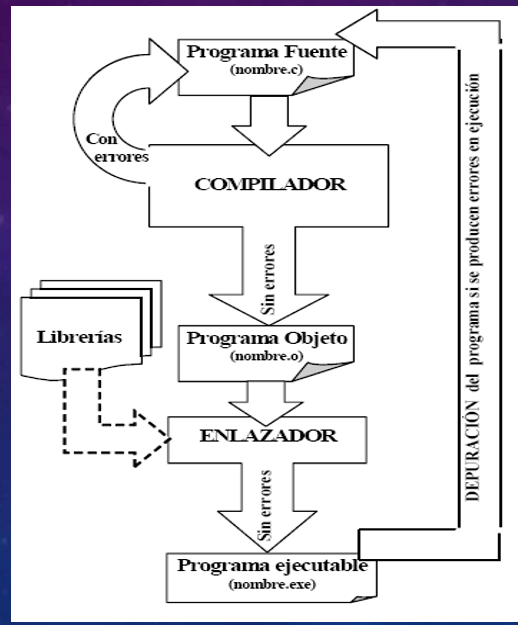 Programa Fuente
(nombre.c)
Con
errores
COMPILADOR
Sin errores
Librerías
Programa Objeto
(nombre.o)
ENLAZADOR
Sin errores
Programa ejecutable
(nombre.exe)
DEPURACIÓN del programa si se producen errores en ejecución